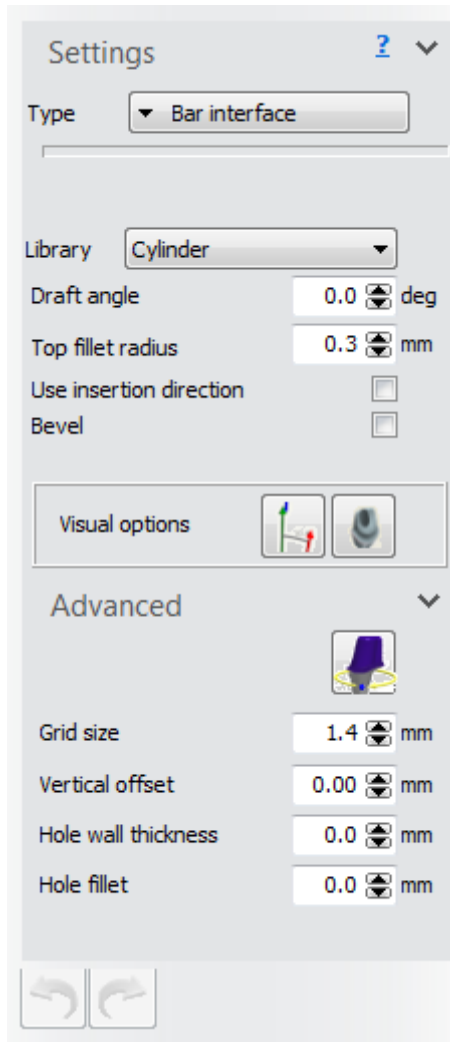 Settings ?
Type Bar interface
Library Cylinder
Draft angle 0.0 deg
Top fillet radius 0.3 mm
Use insertion direction
Bevel
Visual options
Advanced
Grid size 1.4 mm
Vertical offset 0.00 mm
Hole wall thickness 0.0 mm
Hole fillet 0.0 mm